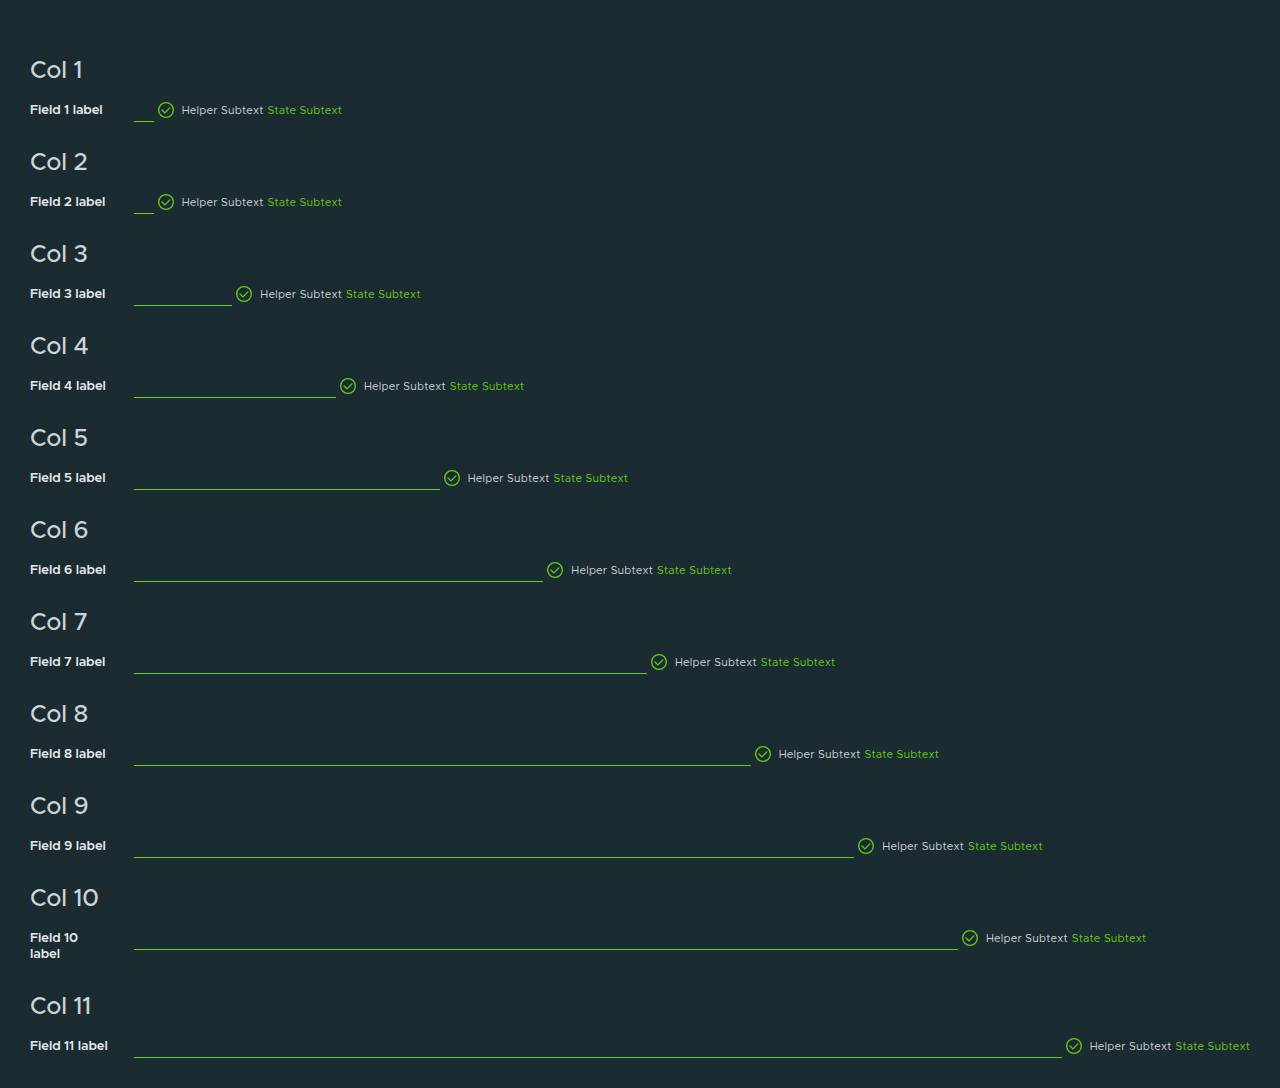 Col 1
Field 1 label Helper Subtext State Subtext
Col 2
Field 2 label Helper Subtext State Subtext
Col 3
Field 3 label Helper Subtext State Subtext
Col 4
Field 4 label Helper Subtext State Subtext
Col 5
Field 5 label Helper Subtext State Subtext
Col 6
Field 6 label Helper Subtext State Subtext
Col 7
Field 7 label Helper Subtext State Subtext
Col 8
Field 8 label Helper Subtext State Subtext
Col 9
Field 9 label Helper Subtext State Subtext
Col 10
Field 10 Helper Subtext State Subtext
label
Col 11
Field 11 label Helper Subtext State Subtext